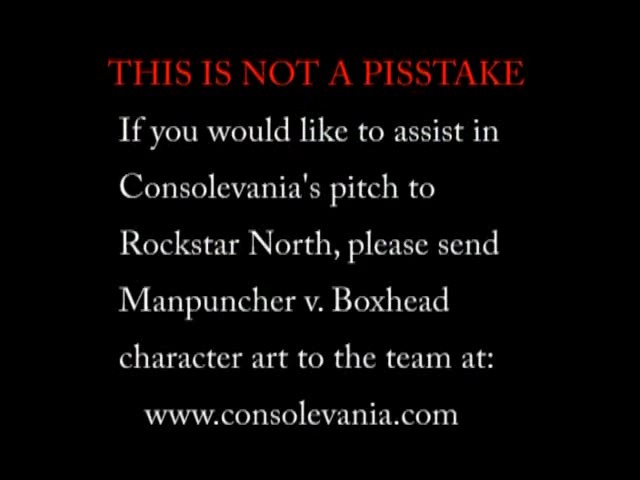 THIS IS NOT A PISSTAKE
If you would like to assist in
Consolevania's pitch to
Rockstar North, please send
Manpuncher v. Boxhead
character art to the team at:
www.consolevania.com